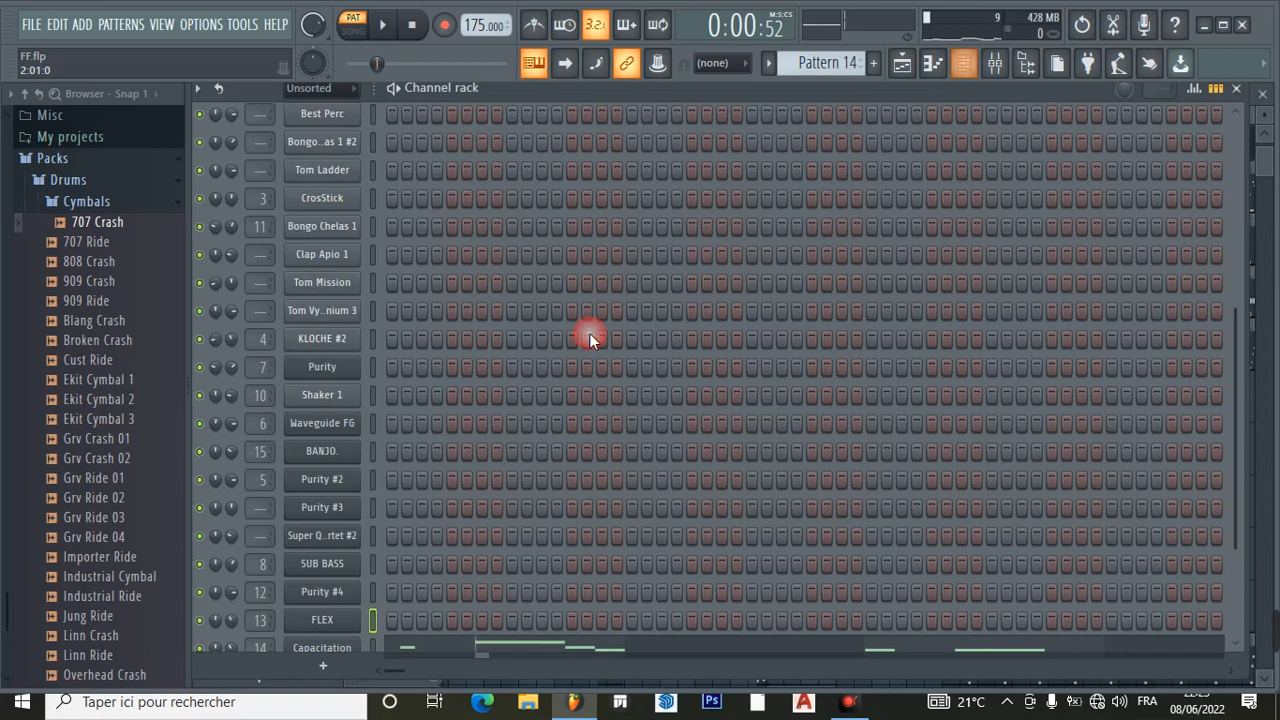 FILE EDIT ADD PATTERNS VIEW OPTIONS TOOLS HELP
PAT
SONG
175.000
3.2.
0:00:52
M:S:CS
9
428 MB
0
FF.flp
2:01:0
(none)
Pattern 14
Browser - Snap 1
Unsorted
Channel rack
Misc
My projects
Packs
Drums
Cymbals
707 Crash
707 Ride
808 Crash
909 Crash
909 Ride
Blang Crash
Broken Crash
Cust Ride
Ekit Cymbal 1
Ekit Cymbal 2
Ekit Cymbal 3
Grv Crash 01
Grv Crash 02
Grv Ride 01
Grv Ride 02
Grv Ride 03
Grv Ride 04
Importer Ride
Industrial Cymbal
Industrial Ride
Jung Ride
Linn Crash
Linn Ride
Overhead Crash
--- Best Perc
--- Bongo..as 1 #2
--- Tom Ladder
3 CrosStick
11 Bongo Chelas 1
--- Clap Apio 1
--- Tom Mission
--- Tom Vy..nium 3
4 KLOCHE #2
7 Purity
10 Shaker 1
6 Waveguide FG
15 BANJO.
5 Purity #2
--- Purity #3
--- Super Q..rtet #2
8 SUB BASS
12 Purity #4
13 FLEX
14 Capacitation
Taper ici pour rechercher
Ps
21°C
FRA
08/06/2022